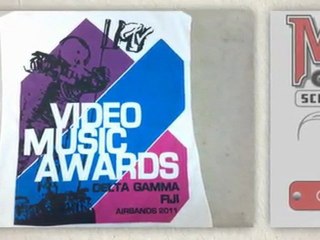 VIDEO
MUSIC
AWARDS
DELTA GAMMA
FIJI
AIRBANDS 2011